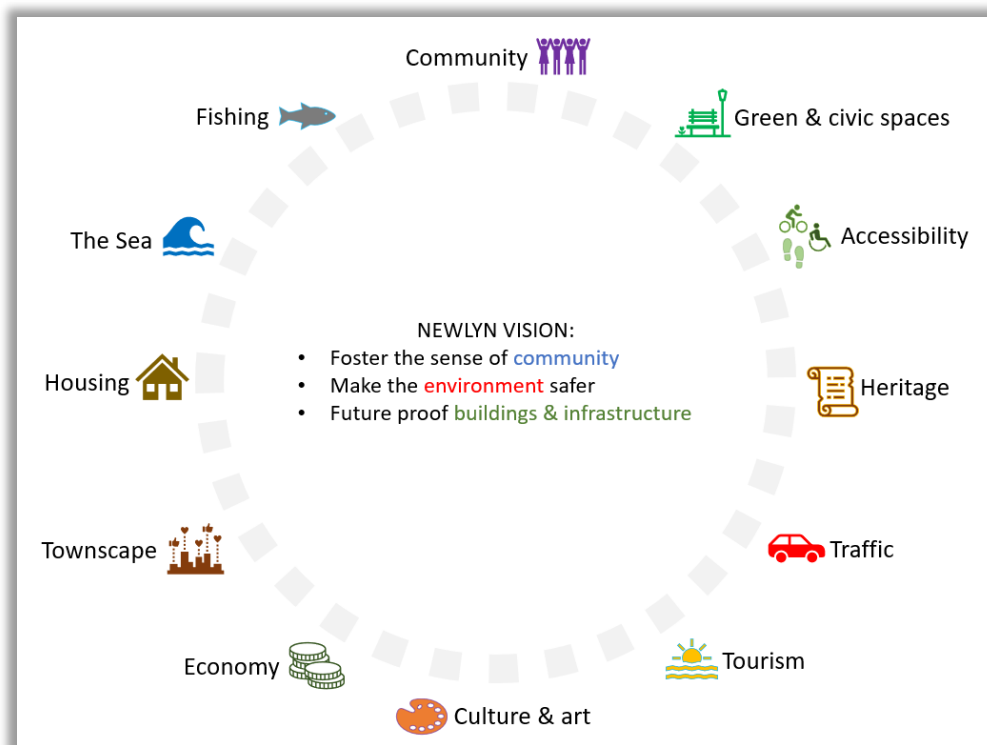 Community
Fishing
Green & civic spaces
The Sea
Accessibility
NEWLYN VISION:
• Foster the sense of community
• Make the environment safer
• Future proof buildings & infrastructure
Housing
Heritage
Townscape
Traffic
Economy
Tourism
Culture & art